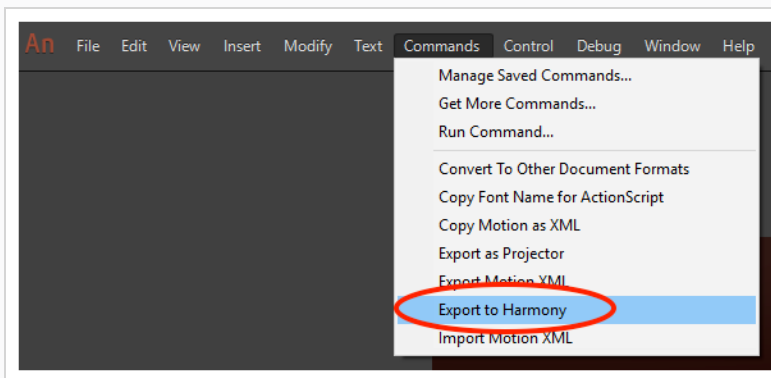 An File Edit View Insert Modify Text Commands Control Debug Window Help
Manage Saved Commands...
Get More Commands...
Run Command...
Convert To Other Document Formats
Copy Font Name for ActionScript
Copy Motion as XML
Export as Projector
Export Motion XML
Export to Harmony
Import Motion XML